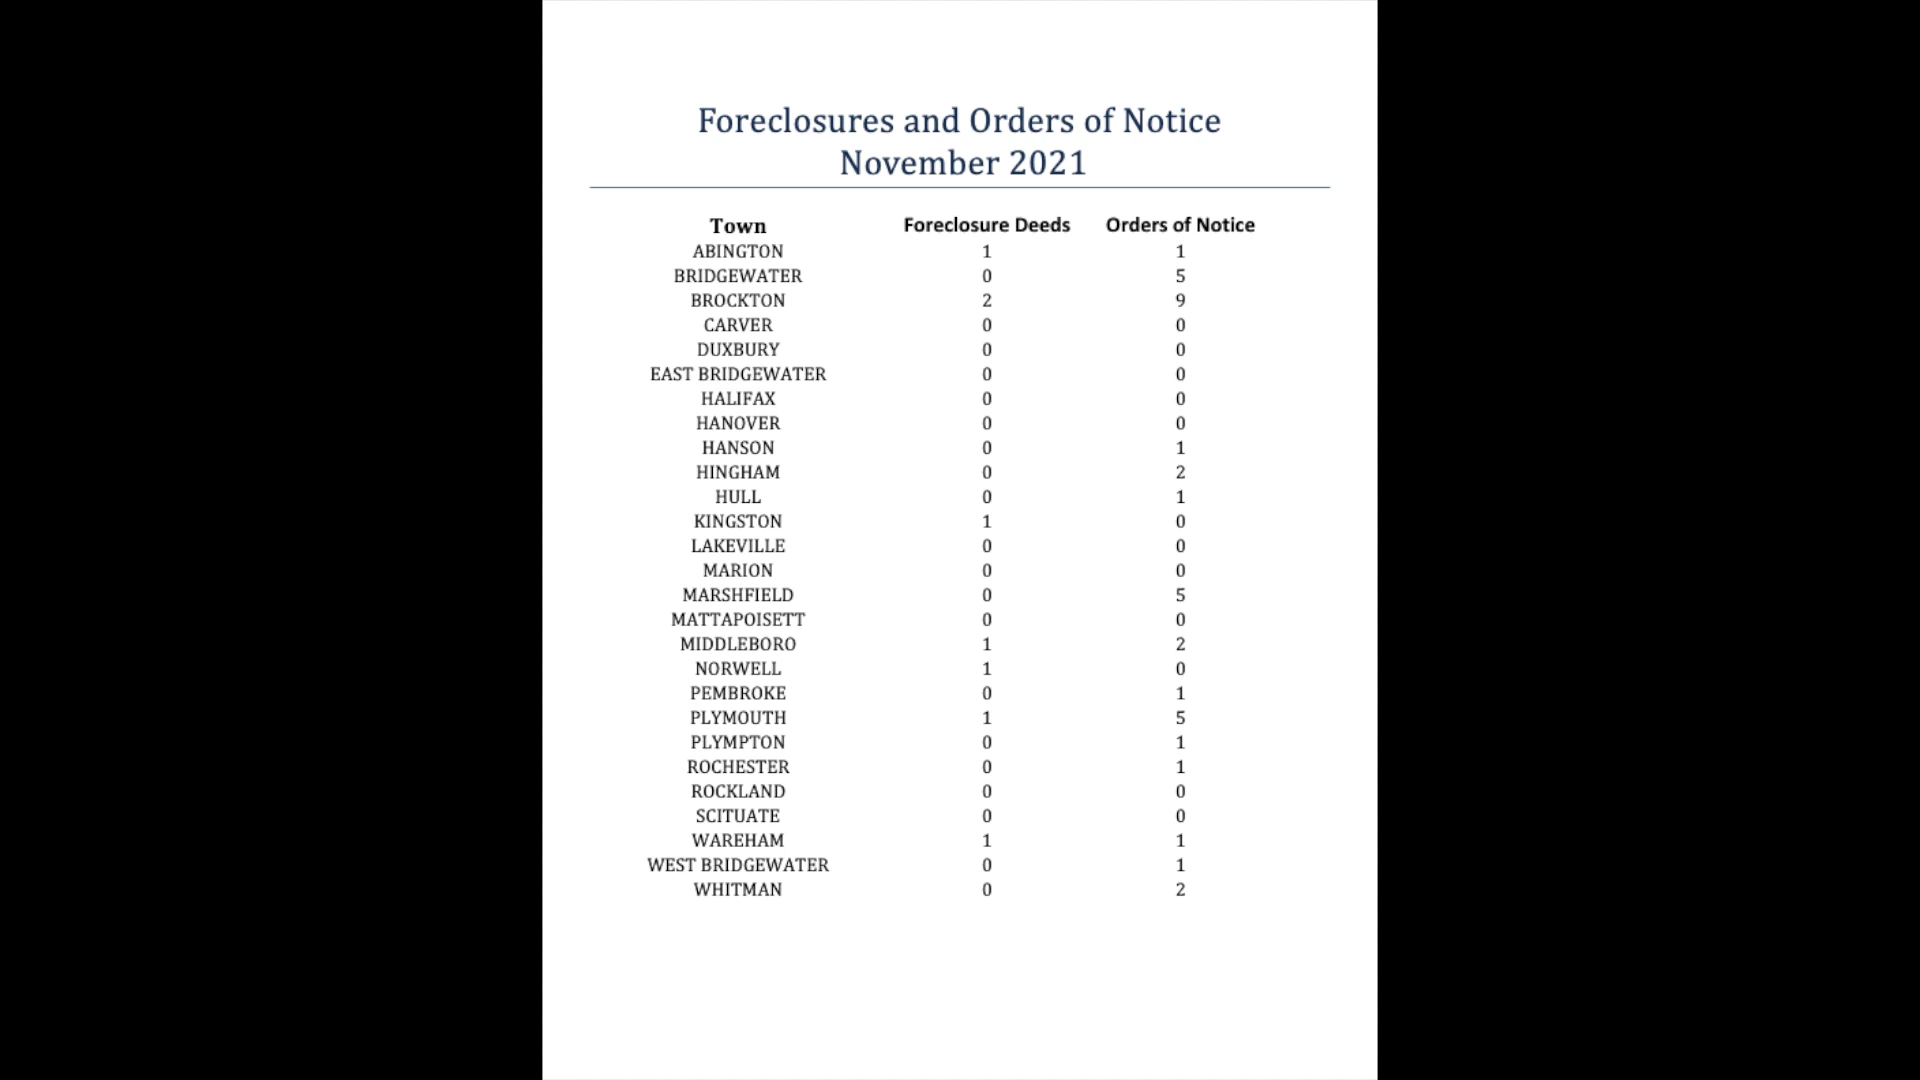 Foreclosures and Orders of Notice
November 2021
Town Foreclosure Deeds Orders of Notice
ABINGTON 1 1
BRIDGEWATER 0 5
BROCKTON 2 9
CARVER 0 0
DUXBURY 0 0
EAST BRIDGEWATER 0 0
HALIFAX 0 0
HANOVER 0 0
HANSON 0 1
HINGHAM 0 2
HULL 0 1
KINGSTON 1 0
LAKEVILLE 0 0
MARION 0 0
MARSHFIELD 0 5
MATTAPOISETT 0 0
MIDDLEBORO 1 2
NORWELL 1 0
PEMBROKE 0 1
PLYMOUTH 1 5
PLYMPTON 0 1
ROCHESTER 0 1
ROCKLAND 0 0
SCITUATE 0 0
WAREHAM 1 1
WEST BRIDGEWATER 0 1
WHITMAN 0 2